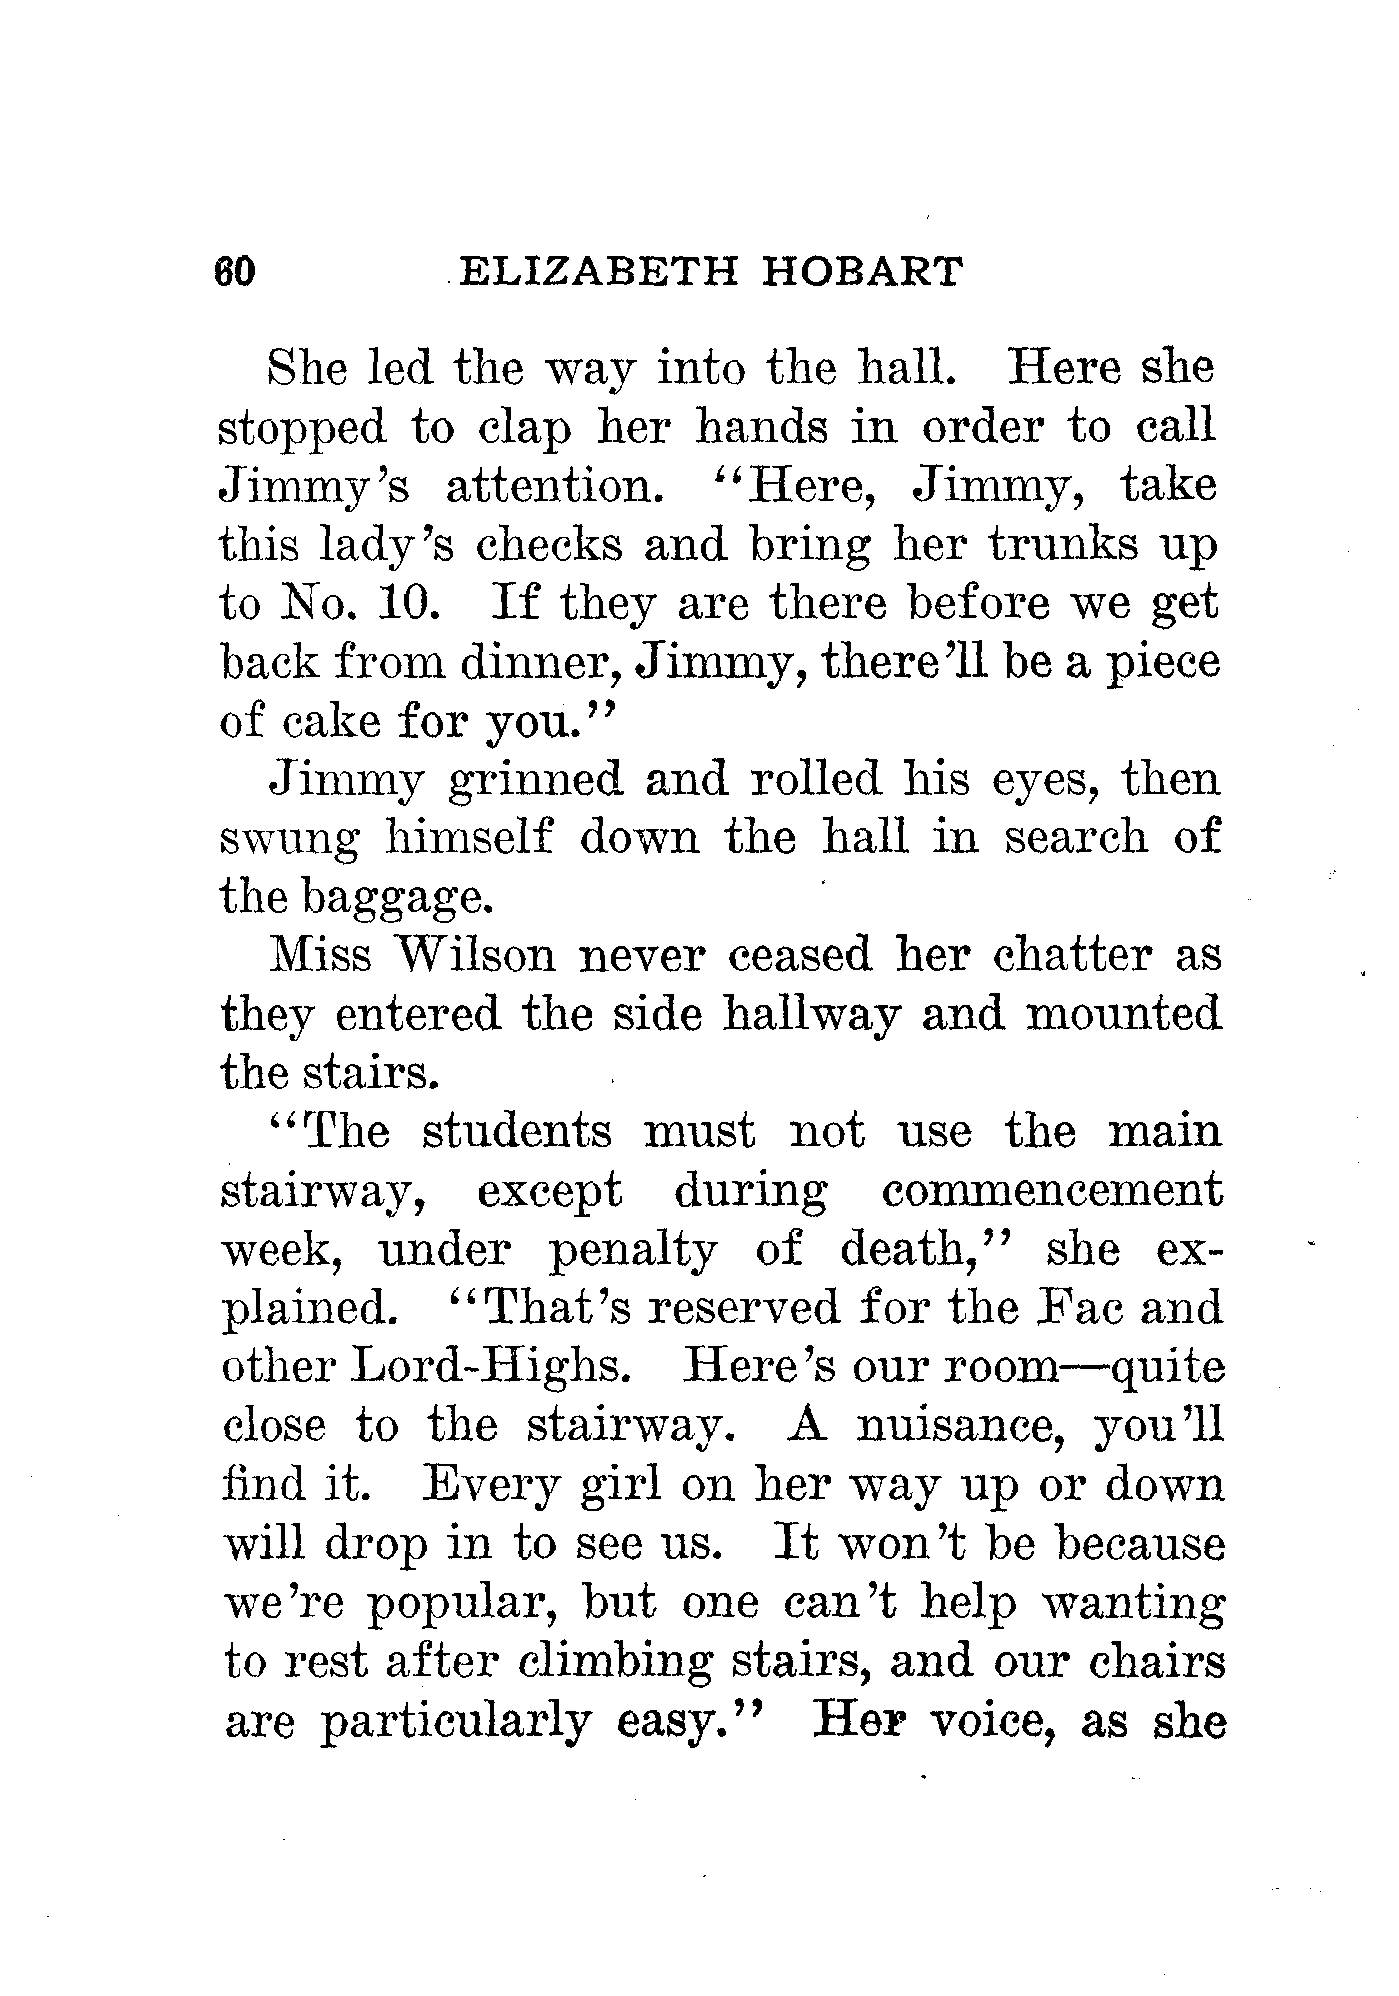 60 ELIZABETH HOBART
She led the way into the hall. Here she
stopped to clap her hands in order to call
Jimmy's attention. "Here, Jimmy, take
this lady's checks and bring her trunks up
to No. 10. If they are there before we get
back from dinner, Jimmy, there'll be a piece
of cake for you."
Jimmy grinned and rolled his eyes, then
swung himself down the hall in search of
the baggage.
Miss Wilson never ceased her chatter as
they entered the side hallway and mounted
the stairs.
"The students must not use the main
stairway, except during commencement
week, under penalty of death," she ex-
plained. "That's reserved for the Fac and
other Lord-Highs. Here's our room—quite
close to the stairway. A nuisance, you'll
find it. Every girl on her way up or down
will drop in to see us. It won't be because
we're popular, but one can't help wanting
to rest after climbing stairs, and our chairs
are particularly easy." Her voice, as she